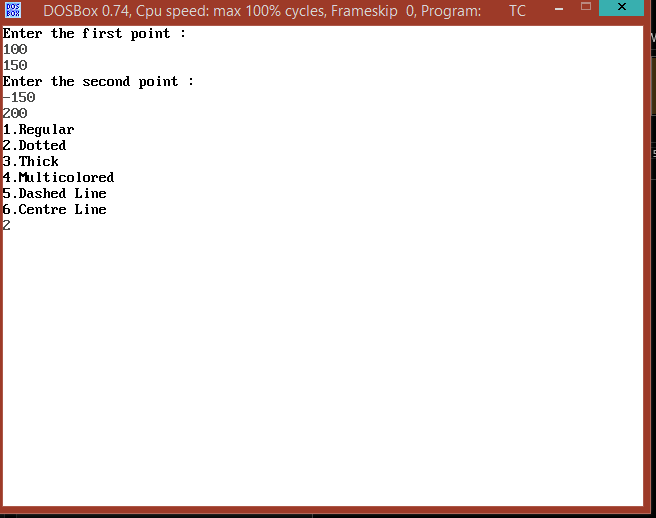 DOS
BOX
DOSBox 0.74, Cpu speed: max 100% cycles, Frameskip 0, Program: TC
Enter the first point :
100
150
Enter the second point :
-150
200
1.Regular
2.Dotted
3.Thick
4.Multicolored
5.Dashed Line
6.Centre Line
2